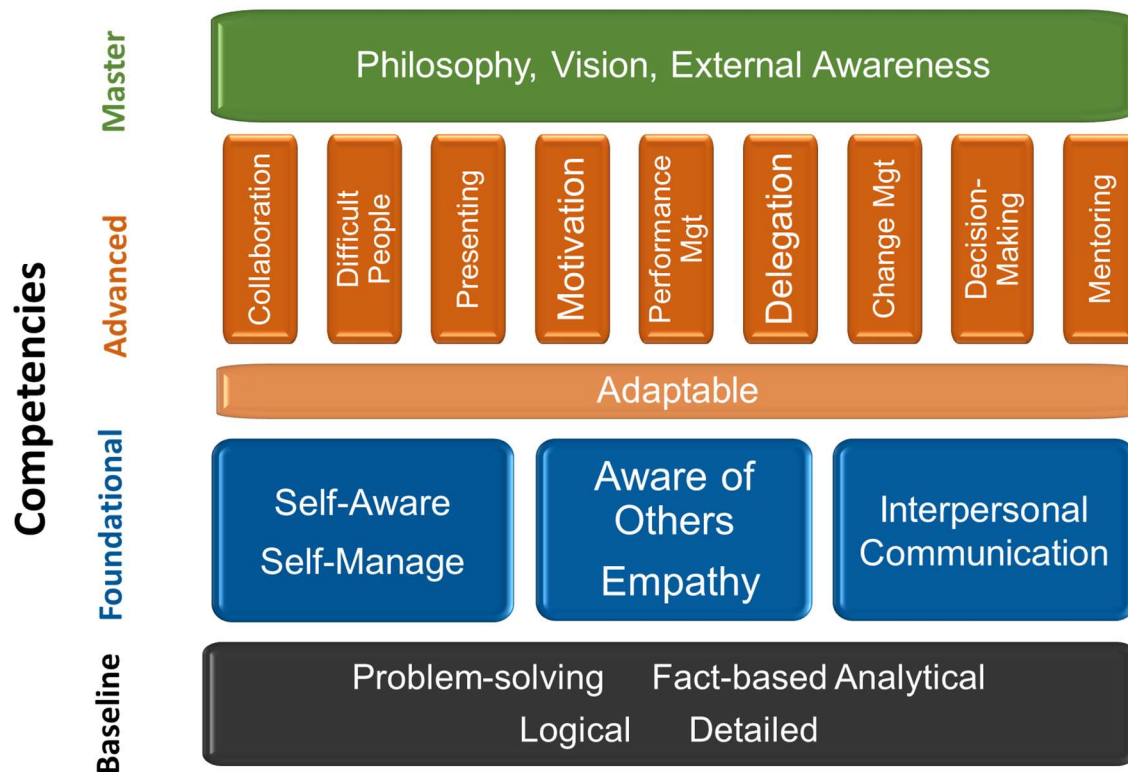 Competencies
Master
Philosophy, Vision, External Awareness
Advanced
Collaboration
Difficult
People
Presenting
Motivation
Performance
Mgt
Delegation
Change Mgt
Decision-
Making
Mentoring
Adaptable
Foundational
Self-Aware
Self-Manage
Aware of
Others
Empathy
Interpersonal
Communication
Baseline
Problem-solving Fact-based Analytical
Logical Detailed